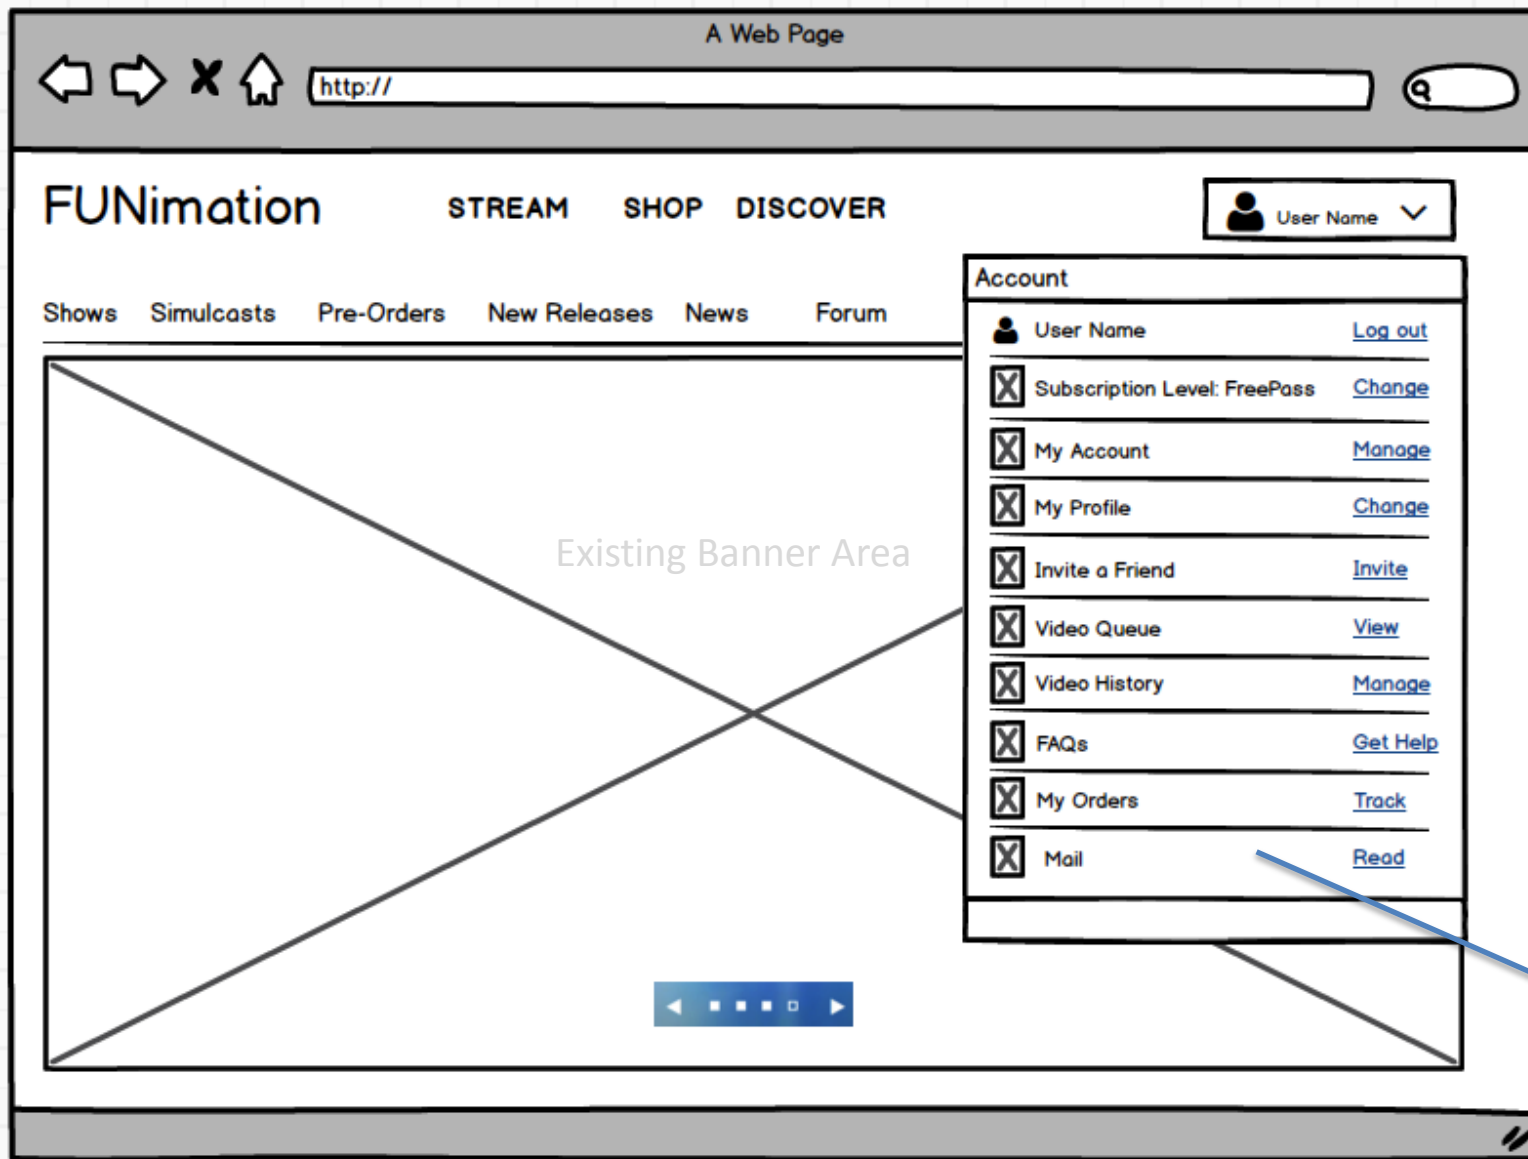 A Web Page
http://
FUNimation STREAM SHOP DISCOVER User Name
Account
Shows Simulcasts Pre-Orders New Releases News Forum
User Name Log out
Subscription Level: FreePass Change
My Account Manage
My Profile Change
Existing Banner Area
Invite a Friend Invite
Video Queue View
Video History Manage
FAQs Get Help
My Orders Track
Mail Read